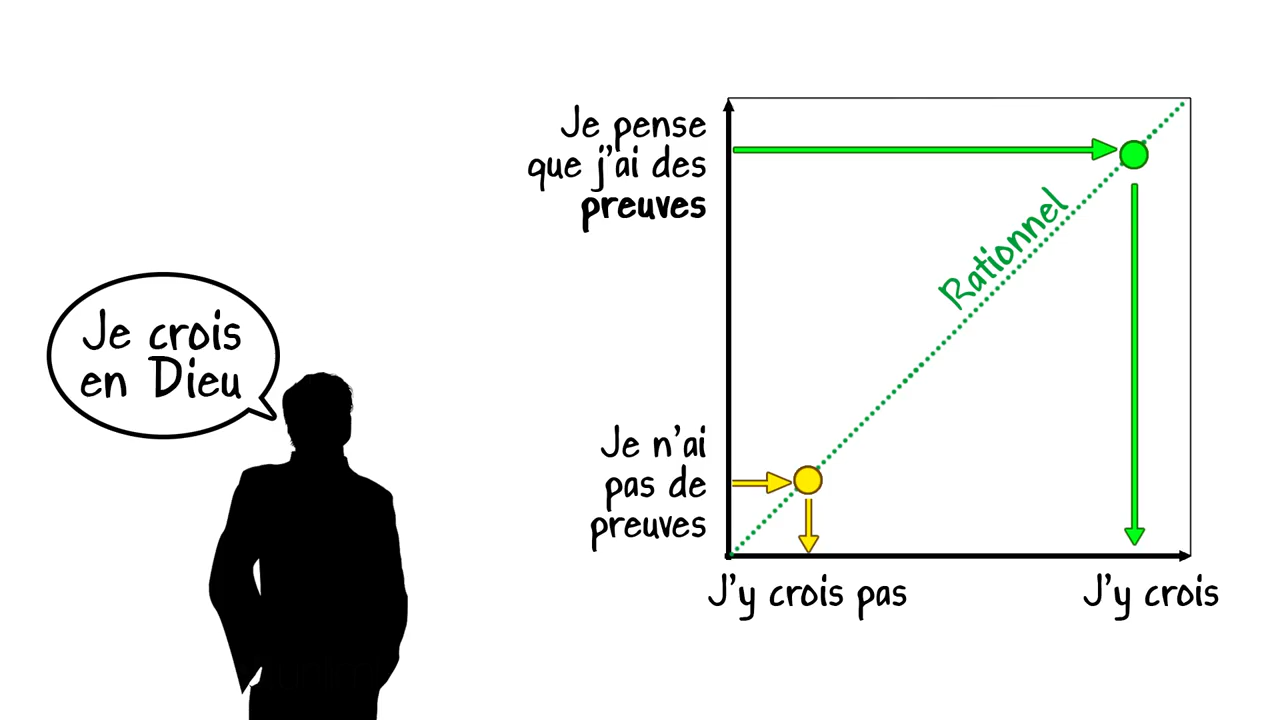 Je crois
en Dieu
Je pense
que j'ai des
preuves
Rationnel
Je n'ai
pas de
preuves
J'y crois pas
J'y crois